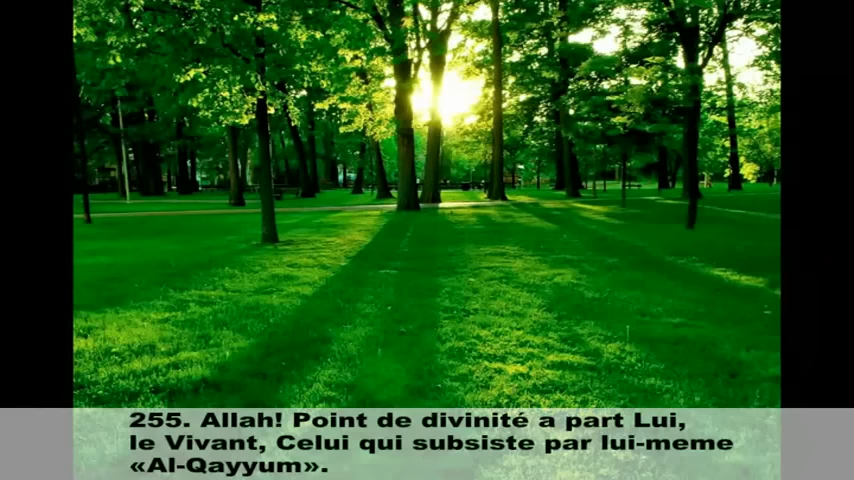 255. Allah! Point de divinité a part Lui,
le Vivant, Celui qui subsiste par lui-meme
«Al-Qayyum».